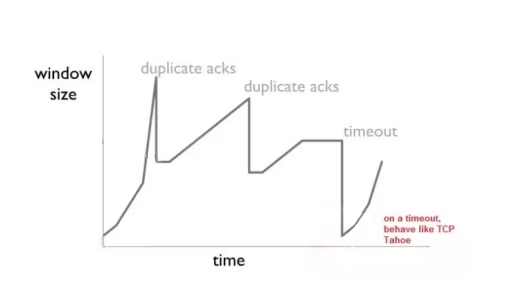 duplicate acks
window
size
duplicate acks
timeout
on a timeout,
behave like TCP
Tahoe
time